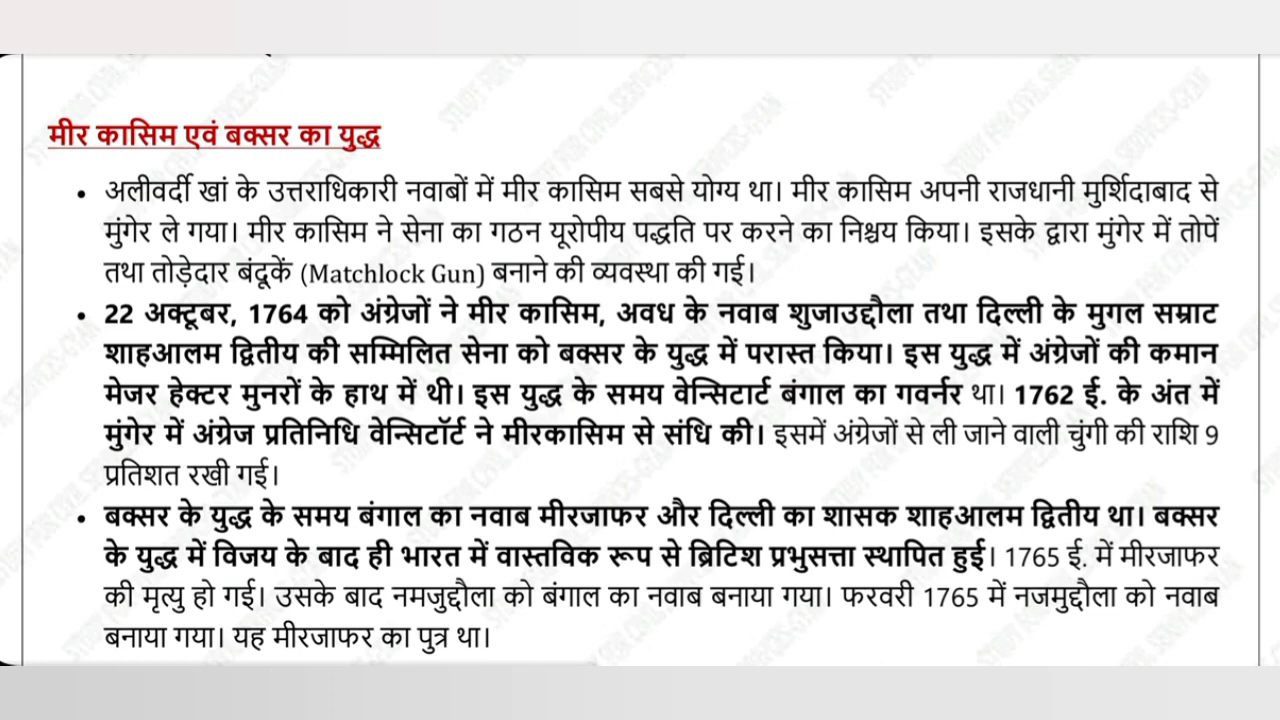 मीर कासिम एवं बक्सर का युद्ध
• अलीवर्दी खां के उत्तराधिकारी नवाबों में मीर कासिम सबसे योग्य था। मीर कासिम अपनी राजधानी मुर्शिदाबाद से
मुंगेर ले गया। मीर कासिम ने सेना का गठन यूरोपीय पद्धति पर करने का निश्चय किया। इसके द्वारा मुंगेर में तोपें
तथा तोड़ेदार बंदूकें (Matchlock Gun) बनाने की व्यवस्था की गई।
• 22 अक्टूबर, 1764 को अंग्रेजों ने मीर कासिम, अवध के नवाब शुजाउद्दौला तथा दिल्ली के मुगल सम्राट
शाहआलम द्वितीय की सम्मिलित सेना को बक्सर के युद्ध में परास्त किया। इस युद्ध में अंग्रेजों की कमान
मेजर हेक्टर मुनरों के हाथ में थी। इस युद्ध के समय वेन्सिटार्ट बंगाल का गवर्नर था। 1762 ई. के अंत में
मुंगेर में अंग्रेज प्रतिनिधि वेन्सिटॉर्ट ने मीरकासिम से संधि की। इसमें अंग्रेजों से ली जाने वाली चुंगी की राशि 9
प्रतिशत रखी गई।
• बक्सर के युद्ध के समय बंगाल का नवाब मीरजाफर और दिल्ली का शासक शाहआलम द्वितीय था। बक्सर
के युद्ध में विजय के बाद ही भारत में वास्तविक रूप से ब्रिटिश प्रभुसत्ता स्थापित हुई। 1765 ई. में मीरजाफर
की मृत्यु हो गई। उसके बाद नमजुद्दौला को बंगाल का नवाब बनाया गया। फरवरी 1765 में नजमुद्दौला को नवाब
बनाया गया। यह मीरजाफर का पुत्र था।